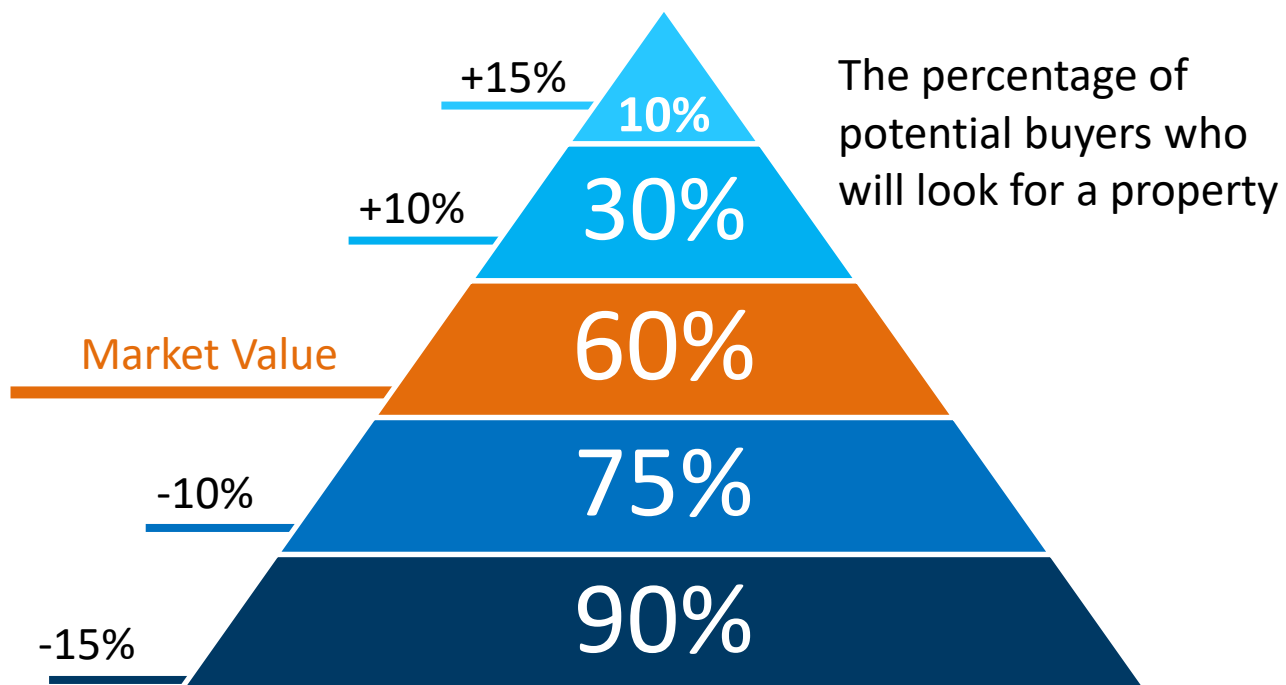 +15%
10%
The percentage of
potential buyers who
will look for a property
+10%
30%
Market Value
60%
-10%
75%
-15%
90%